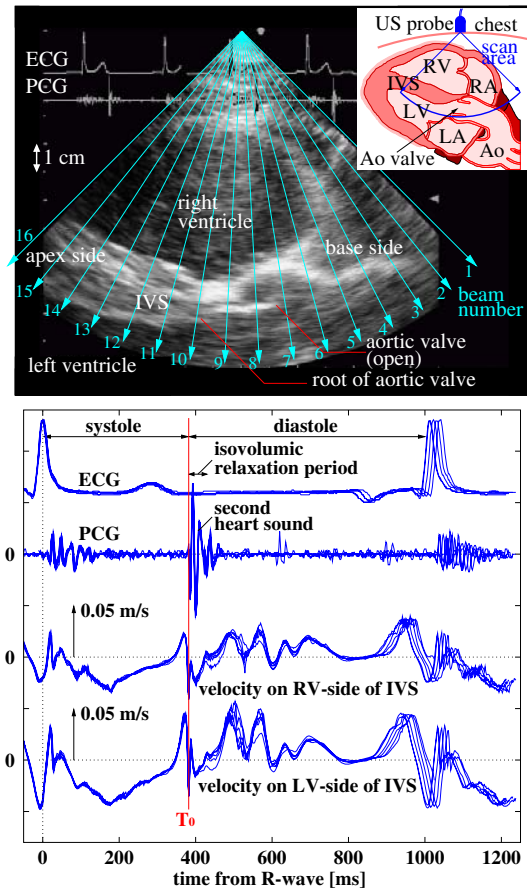 ECG
PCG
1 cm
US probe
chest
scan
area
RV
IVS
RA
LV
LA
Ao
Ao valve
right
ventricle
16
apex side
base side
15
14
13
12
11
10
9
8
7
6
5
4
3
2
1
beam
number
IVS
left ventricle
aortic valve
(open)
root of aortic valve
systole
diastole
isovolumic
relaxation period
ECG
PCG
second
heart sound
0
0.05 m/s
0
velocity on RV-side of IVS
0.05 m/s
0
velocity on LV-side of IVS
T0
0
200
400
600
800
1000
1200
time from R-wave [ms]